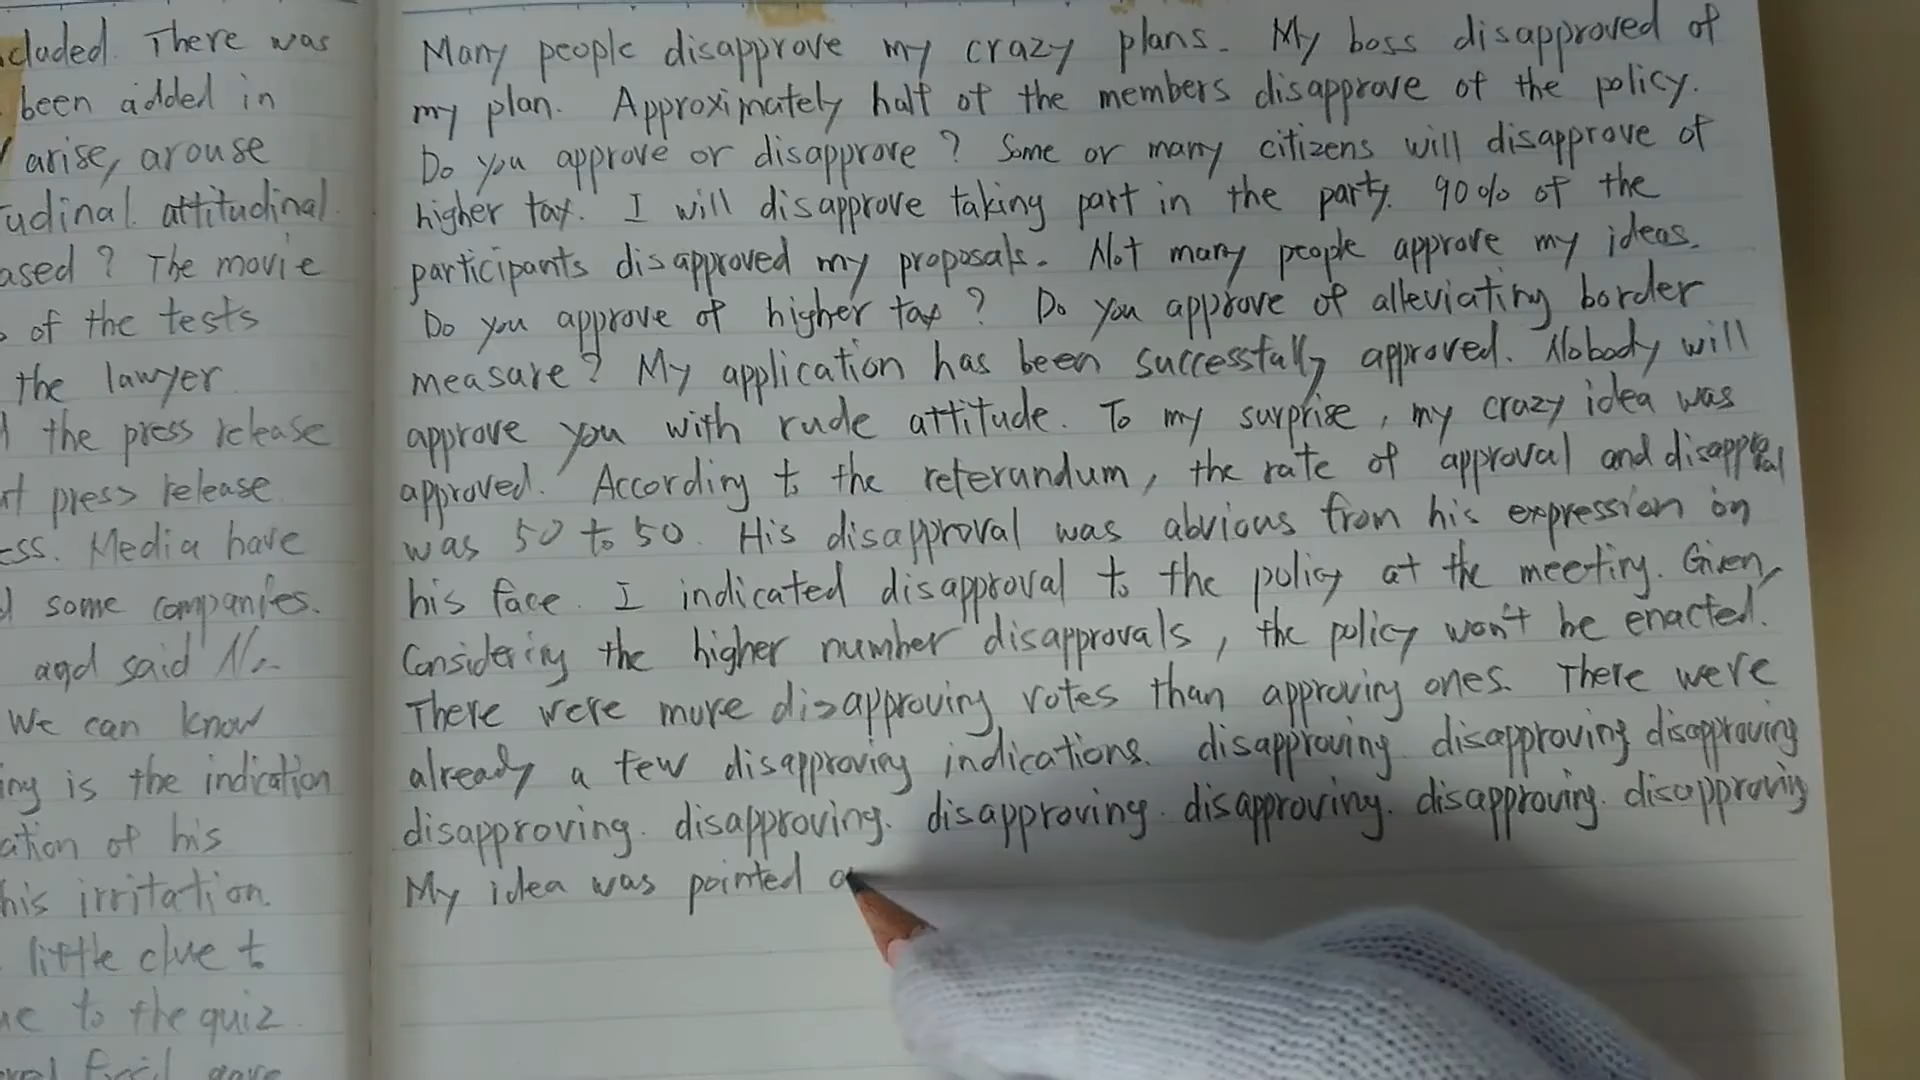 cluded. There was
been added in
arise, arouse
udinal. attitudinal.
ased? The movie
of the tests
the lawyer
the press release
press release
ess. Media have
some companies.
and said No.
We can know
ing is the indication
ation of his
his irritation.
little clue to
to the quiz
Many people disapprove my crazy plans. My boss disapproved of
my plan. Approximately half of the members disapprove of the policy.
Do you approve or disapprove? Some or many citizens will disapprove of
higher tax. I will disapprove taking part in the party. 90% of the
participants disapproved my proposals. Not many people approve my ideas.
Do you approve of higher tax? Do you approve of alleviating border
measure? My application has been successfully approved. Nobody will
approve you with rude attitude. To my surprise, my crazy idea was
approved. According to the referundum, the rate of approval and disapproval
was 50 to 50. His disapproval was abvious from his expression on
his face. I indicated disapproval to the policy at the meeting. Given,
Considering the higher number disapprovals, the policy won't be enacted.
There were more disapproving votes than approving ones. There were
already a few disapproving indications. disapproving disapproving disapproving
disapproving. disapproving. disapproving. disapproving. disapproving. disapproving
My idea was pointed